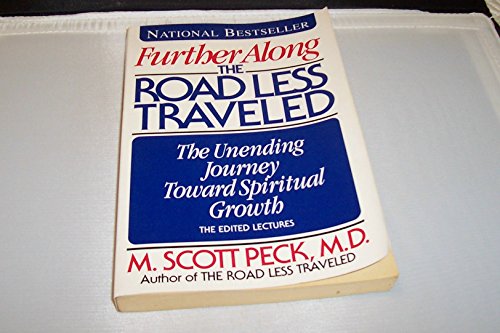 NATIONAL BESTSELLER
Further Along
THE
ROAD LESS
TRAVELED
The Unending
Journey
Toward Spiritual
Growth
THE EDITED LECTURES
M. SCOTT PECK, M.D.
Author of THE ROAD LESS TRAVELED